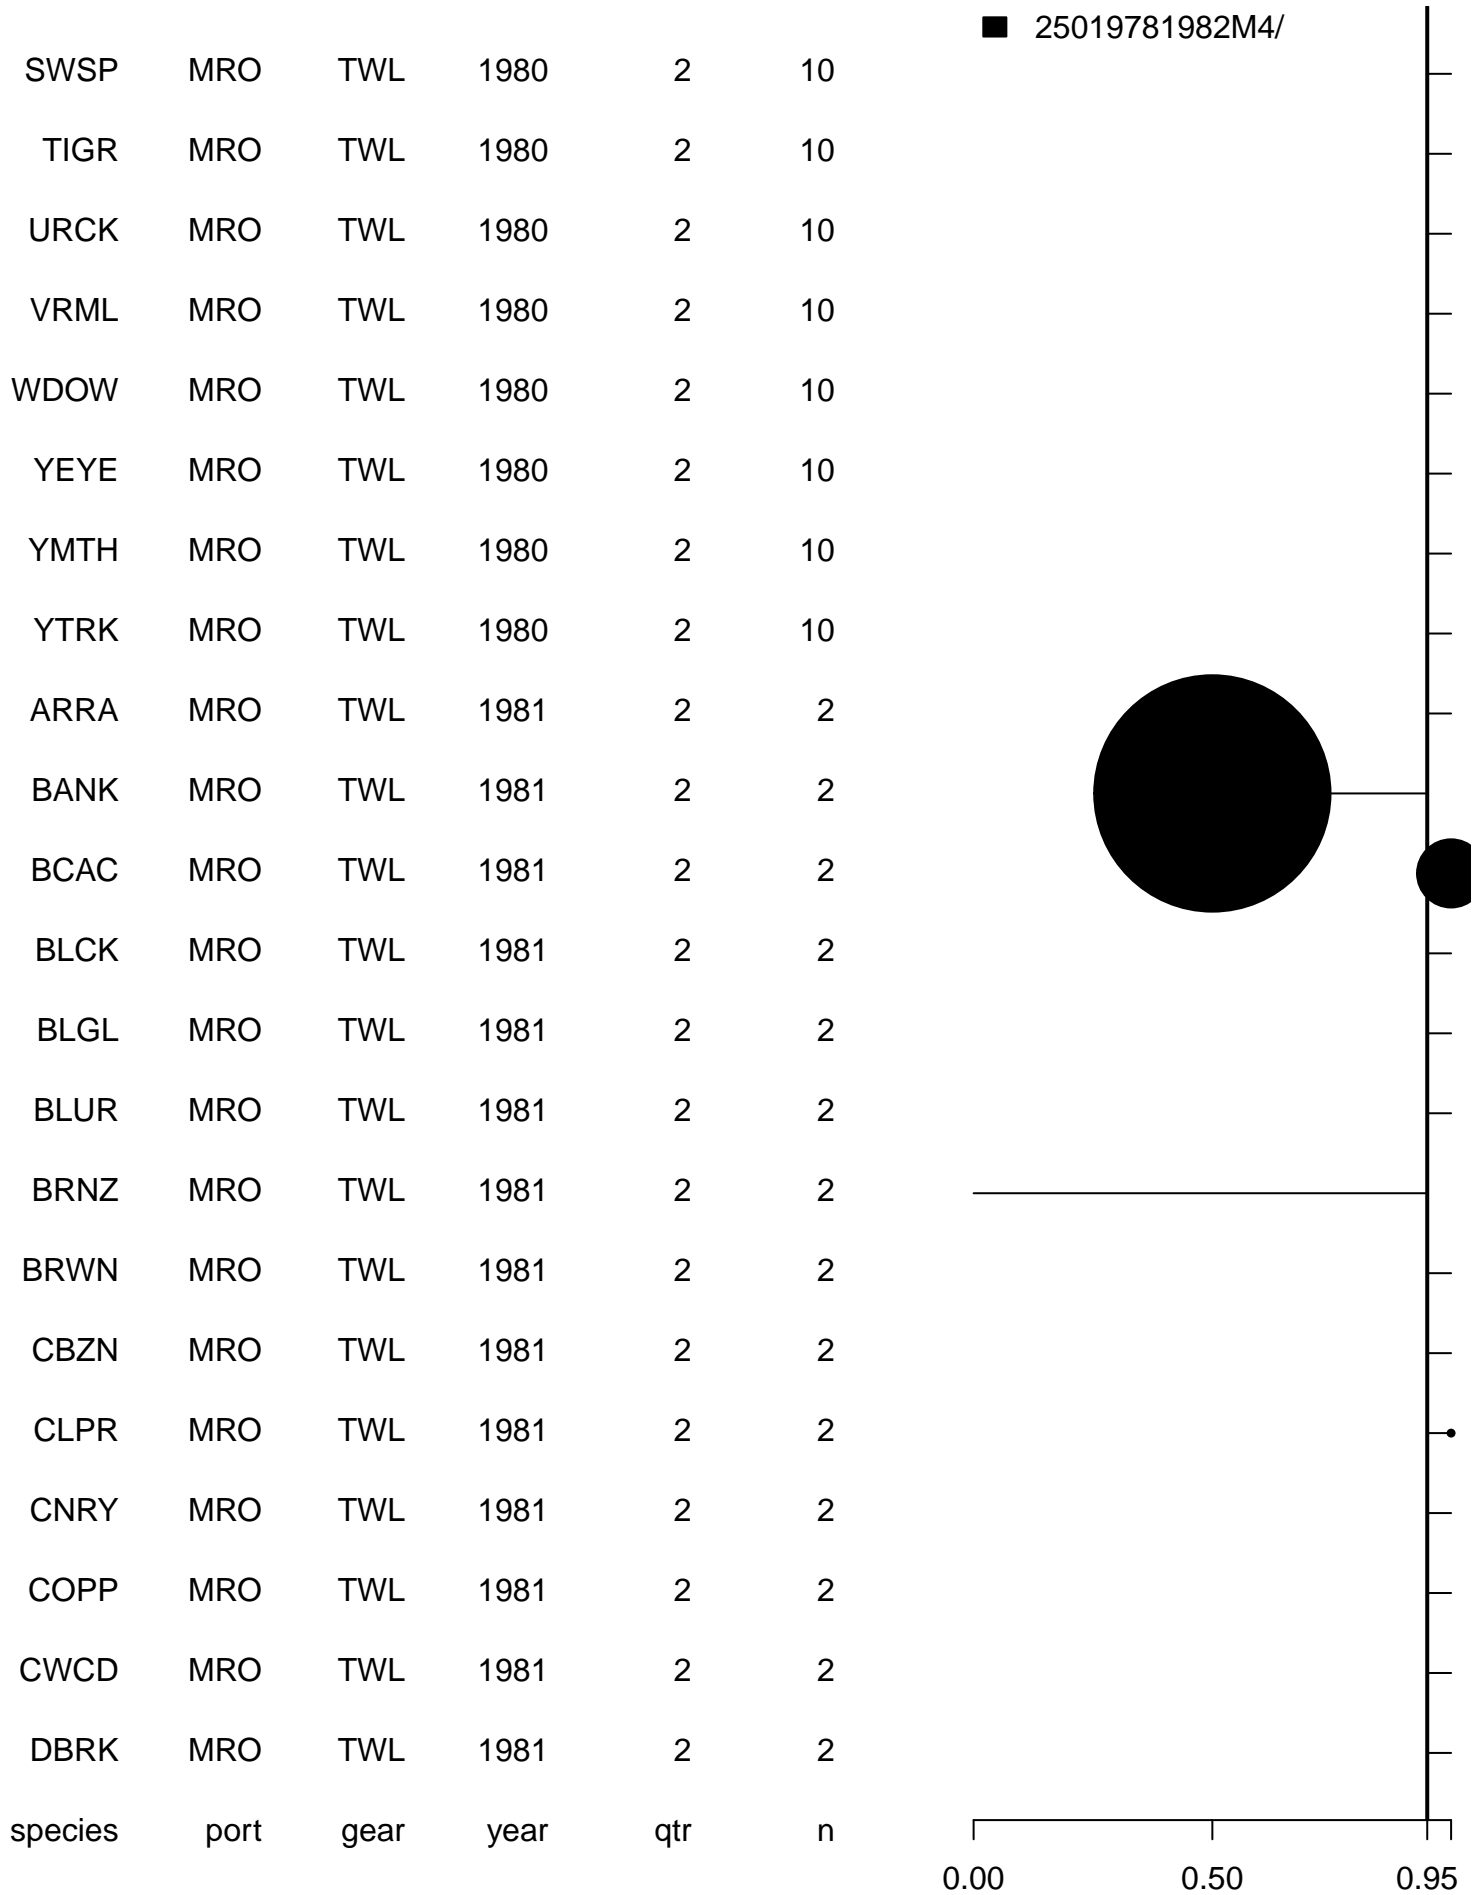 25019781982M4/
SWSP MRO TWL 1980 2 10
TIGR MRO TWL 1980 2 10
URCK MRO TWL 1980 2 10
VRML MRO TWL 1980 2 10
WDOW MRO TWL 1980 2 10
YEYE MRO TWL 1980 2 10
YMTH MRO TWL 1980 2 10
YTRK MRO TWL 1980 2 10
ARRA MRO TWL 1981 2 2
BANK MRO TWL 1981 2 2
BCAC MRO TWL 1981 2 2
BLCK MRO TWL 1981 2 2
BLGL MRO TWL 1981 2 2
BLUR MRO TWL 1981 2 2
BRNZ MRO TWL 1981 2 2
BRWN MRO TWL 1981 2 2
CBZN MRO TWL 1981 2 2
CLPR MRO TWL 1981 2 2
CNRY MRO TWL 1981 2 2
COPP MRO TWL 1981 2 2
CWCD MRO TWL 1981 2 2
DBRK MRO TWL 1981 2 2
species port gear year qtr n
0.00 0.50 0.95